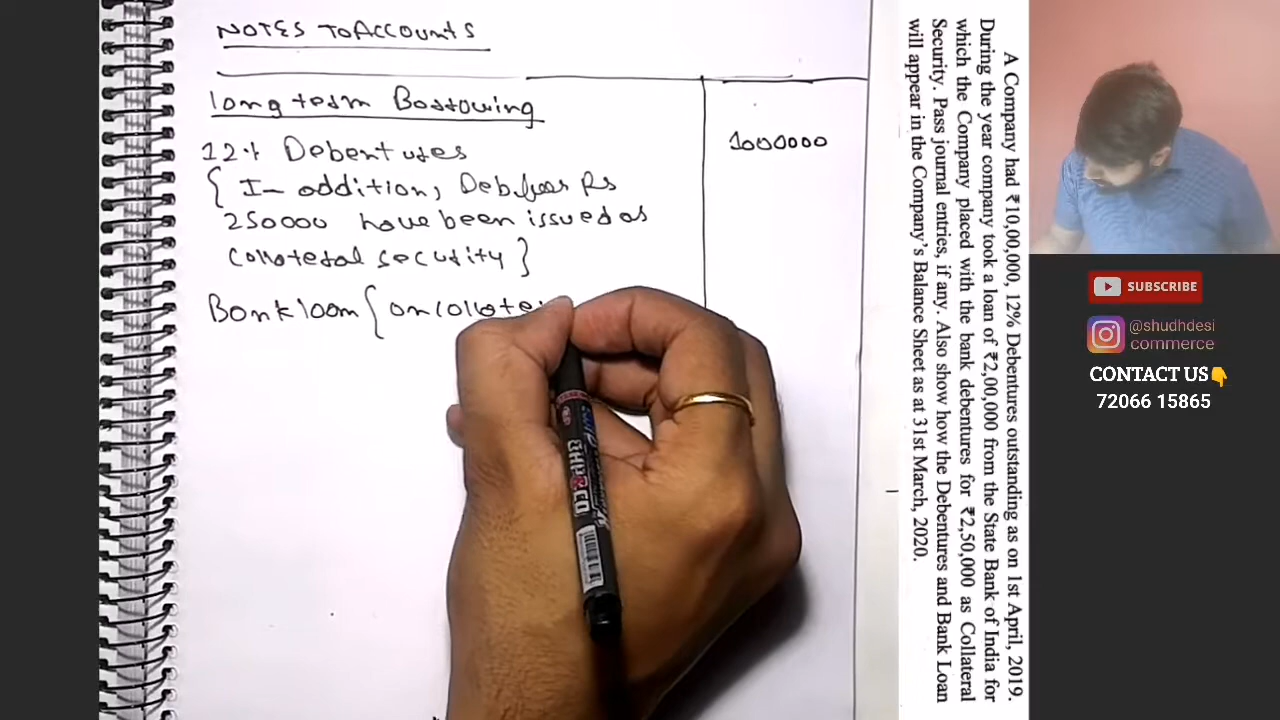 NOTES TO ACCOUNTS
long term Borrowing
1000000
12% Debentures
{ In addition, Debtures Rs
250000 have been issued as
collateral security }
Bank loan { on collate
A Company had ₹10,00,000, 12% Debentures outstanding as on 1st April, 2019.
During the year company took a loan of ₹2,00,000 from the State Bank of India for
which the Company placed with the bank debentures for ₹2,50,000 as Collateral
Security. Pass journal entries, if any. Also show how the Debentures and Bank Loan
will appear in the Company's Balance Sheet as at 31st March, 2020.
SUBSCRIBE
@shudhdesi
commerce
CONTACT US👇
72066 15865